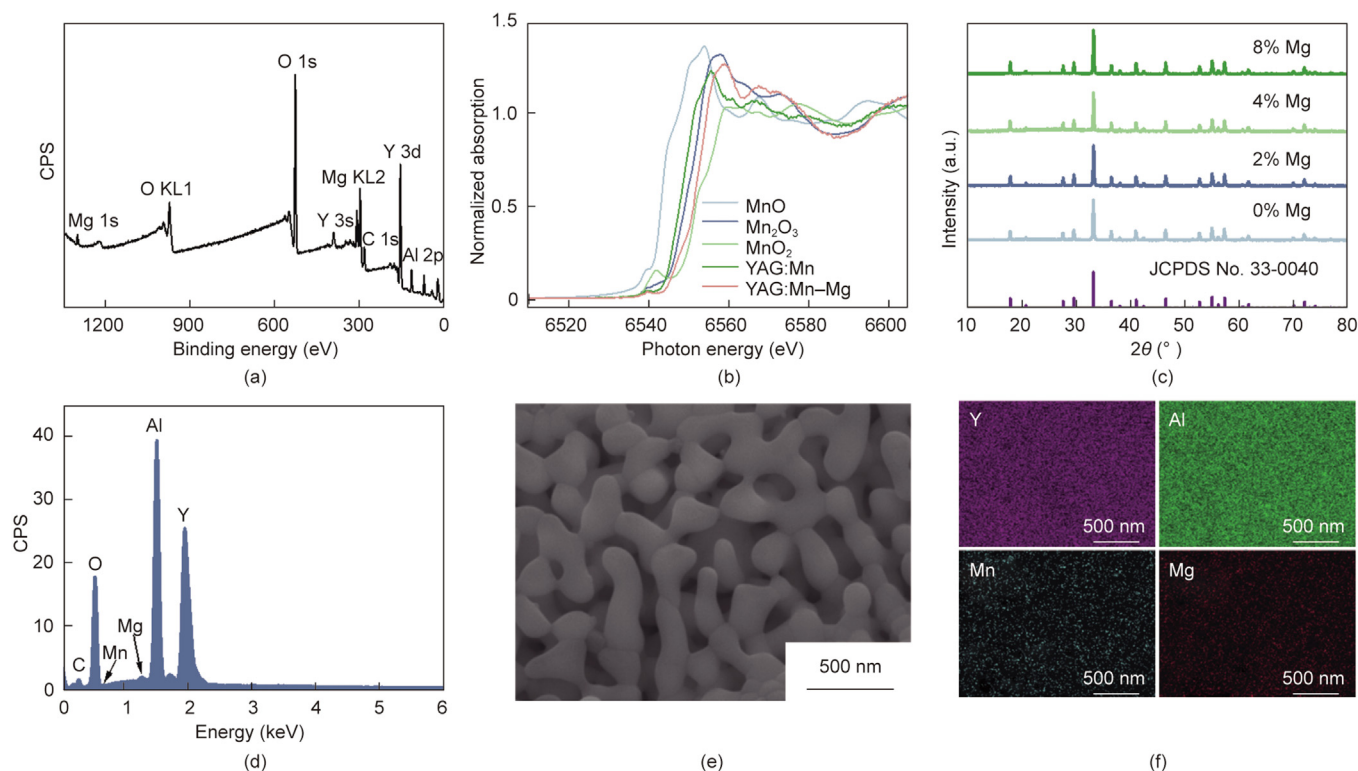 CPS
O 1s
Y 3d
O KL1
Mg KL2
Mg 1s
Y 3s
C 1s
Al 2p
1200
900
600
300
0
Binding energy (eV)
(a)
Normalized absorption
1.5
1.0
0.5
0
MnO
Mn₂O₃
MnO₂
YAG:Mn
YAG:Mn–Mg
6520
6540
6560
6580
6600
Photon energy (eV)
(b)
Intensity (a.u.)
8% Mg
4% Mg
2% Mg
0% Mg
JCPDS No. 33-0040
10
20
30
40
50
60
70
80
2θ (°)
(c)
CPS
40
30
20
10
0
Al
Y
O
Mg
Mn
C
0
1
2
3
4
5
6
Energy (keV)
(d)
500 nm
(e)
Y
500 nm
Al
500 nm
Mn
500 nm
Mg
500 nm
(f)